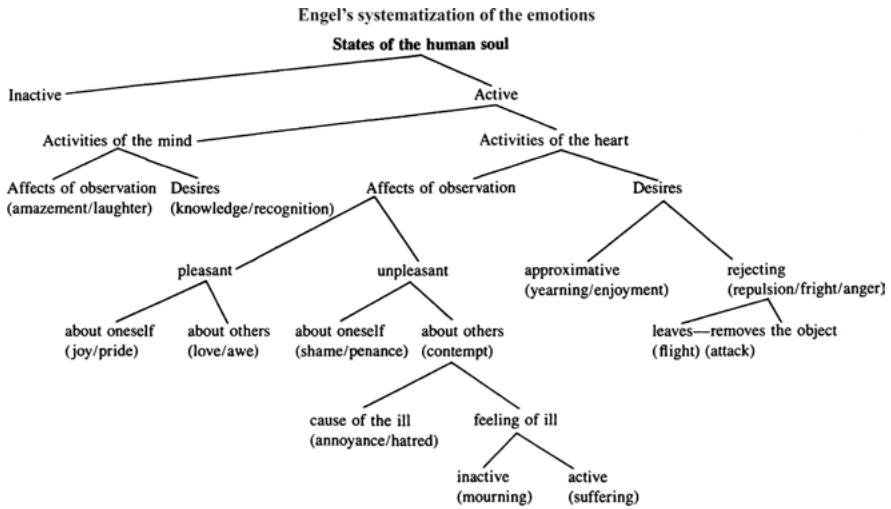 Engel's systematization of the emotions
States of the human soul
Inactive
Active
Activities of the mind
Activities of the heart
Affects of observation
(amazement/laughter)
Desires
(knowledge/recognition)
Affects of observation
Desires
pleasant
unpleasant
approximative
(yearning/enjoyment)
rejecting
(repulsion/fright/anger)
about oneself
(joy/pride)
about others
(love/awe)
about oneself
(shame/penance)
about others
(contempt)
leaves—removes the object
(flight) (attack)
cause of the ill
(annoyance/hatred)
feeling of ill
inactive
(mourning)
active
(suffering)